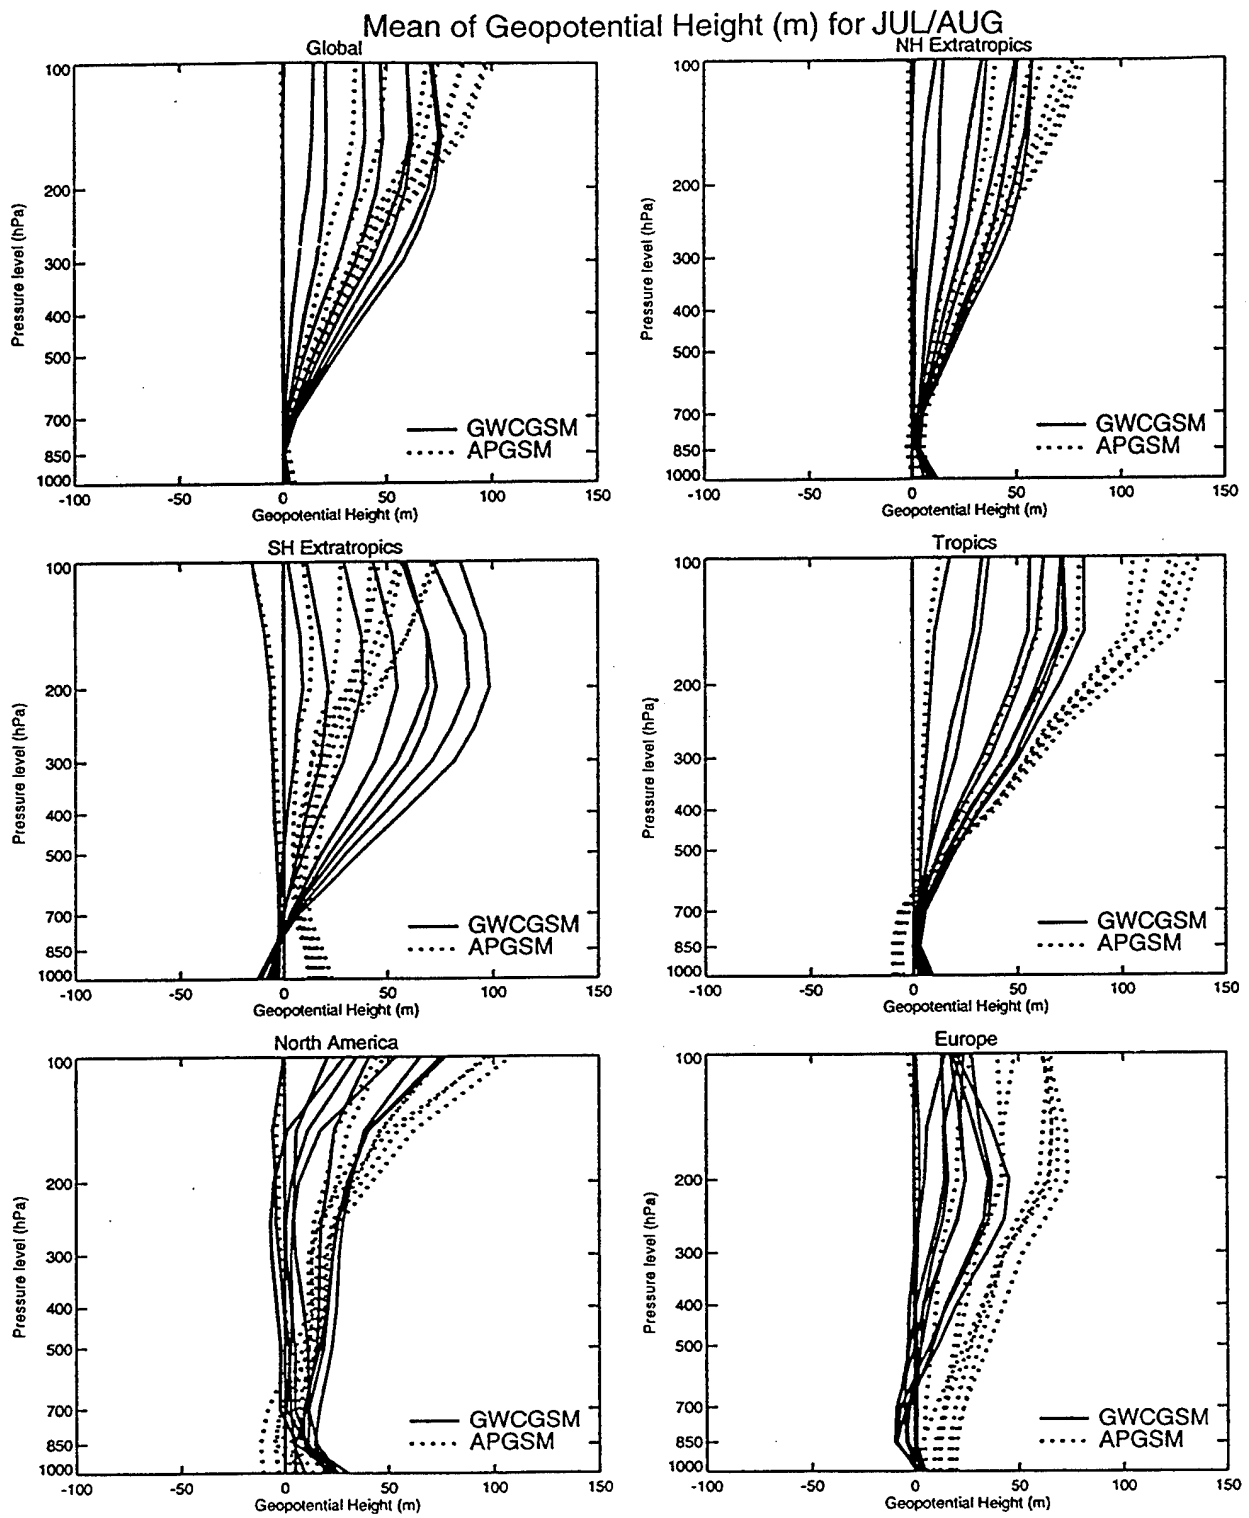 Mean of Geopotential Height (m) for JUL/AUG
Global
100
200
300
400
500
700
850
1000
Pressure level (hPa)
GWCGSM
APGSM
-100 -50 0 50 100 150
Geopotential Height (m)
NH Extratropics
100
200
300
400
500
700
850
1000
Pressure level (hPa)
GWCGSM
APGSM
-100 -50 0 50 100 150
Geopotential Height (m)
SH Extratropics
100
200
300
400
500
700
850
1000
Pressure level (hPa)
GWCGSM
APGSM
-100 -50 0 50 100 150
Geopotential Height (m)
Tropics
100
200
300
400
500
700
850
1000
Pressure level (hPa)
GWCGSM
APGSM
-100 -50 0 50 100 150
Geopotential Height (m)
North America
100
200
300
400
500
700
850
1000
Pressure level (hPa)
GWCGSM
APGSM
-100 -50 0 50 100 150
Geopotential Height (m)
Europe
100
200
300
400
500
700
850
1000
Pressure level (hPa)
GWCGSM
APGSM
-100 -50 0 50 100 150
Geopotential Height (m)